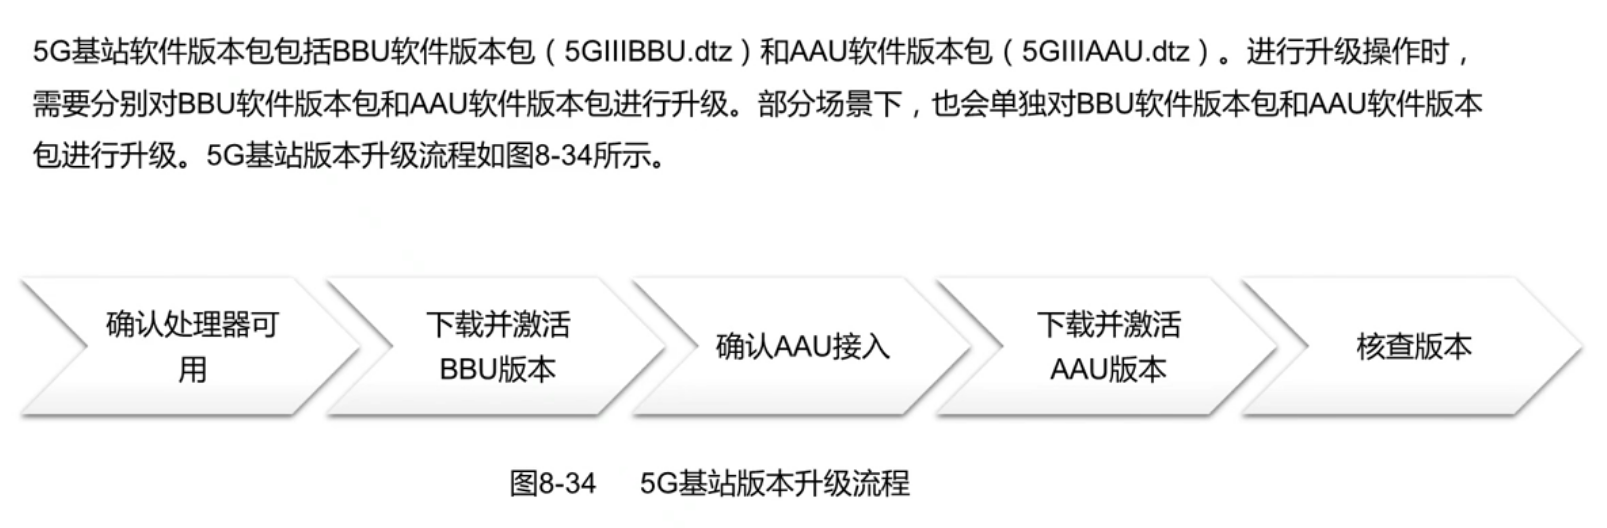 5G基站软件版本包包括BBU软件版本包（5GIIIBBU.dtz）和AAU软件版本包（5GIIIAAU.dtz）。进行升级操作时，
需要分别对BBU软件版本包和AAU软件版本包进行升级。部分场景下，也会单独对BBU软件版本包和AAU软件版本
包进行升级。5G基站版本升级流程如图8-34所示。
确认处理器可
用
下载并激活
BBU版本
确认AAU接入
下载并激活
AAU版本
核查版本
图8-34 5G基站版本升级流程